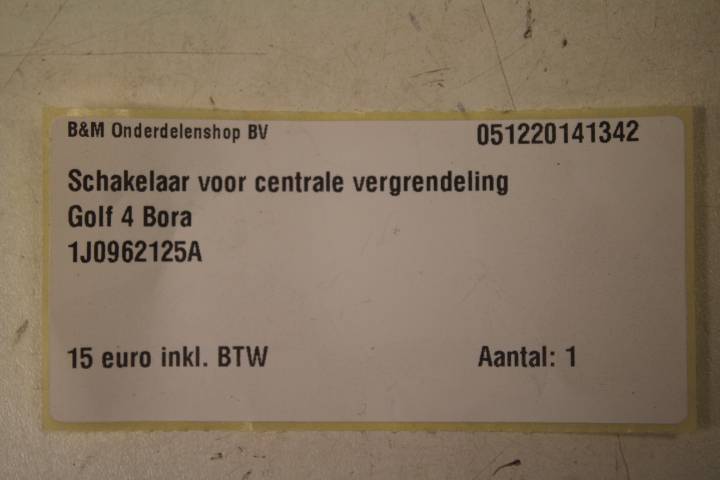 B&M Onderdelenshop BV 051220141342
Schakelaar voor centrale vergrendeling
Golf 4 Bora
1J0962125A
15 euro inkl. BTW Aantal: 1